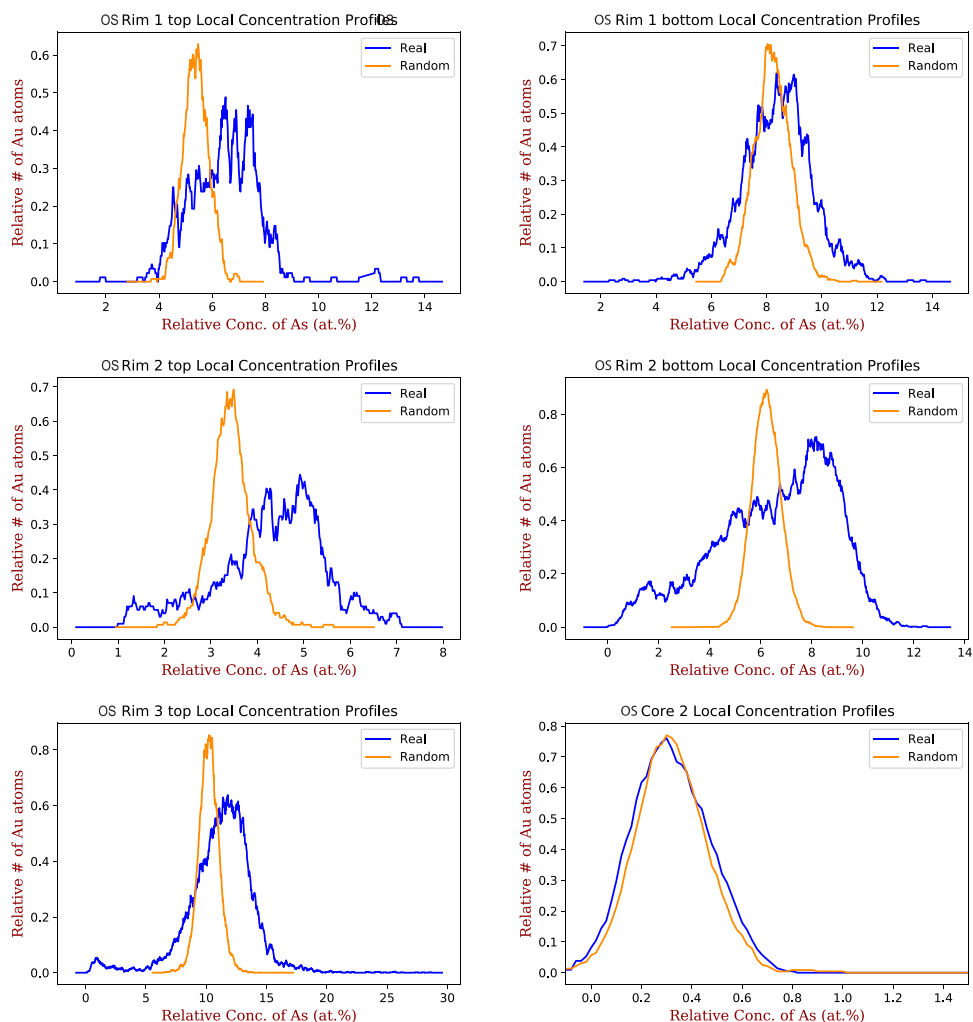 OS Rim 1 top Local Concentration Profiles OS
Relative # of Au atoms
0.6
0.5
0.4
0.3
0.2
0.1
0.0
Real
Random
2 4 6 8 10 12 14
Relative Conc. of As (at.%)
OS Rim 1 bottom Local Concentration Profiles
Relative # of Au atoms
0.7
0.6
0.5
0.4
0.3
0.2
0.1
0.0
Real
Random
2 4 6 8 10 12 14
Relative Conc. of As (at.%)
OS Rim 2 top Local Concentration Profiles
Relative # of Au atoms
0.7
0.6
0.5
0.4
0.3
0.2
0.1
0.0
Real
Random
0 1 2 3 4 5 6 7 8
Relative Conc. of As (at.%)
OS Rim 2 bottom Local Concentration Profiles
Relative # of Au atoms
0.8
0.6
0.4
0.2
0.0
Real
Random
0 2 4 6 8 10 12 14
Relative Conc. of As (at.%)
OS Rim 3 top Local Concentration Profiles
Relative # of Au atoms
0.8
0.6
0.4
0.2
0.0
Real
Random
0 5 10 15 20 25 30
Relative Conc. of As (at.%)
OS Core 2 Local Concentration Profiles
Relative # of Au atoms
0.8
0.7
0.6
0.5
0.4
0.3
0.2
0.1
0.0
Real
Random
0.0 0.2 0.4 0.6 0.8 1.0 1.2 1.4
Relative Conc. of As (at.%)